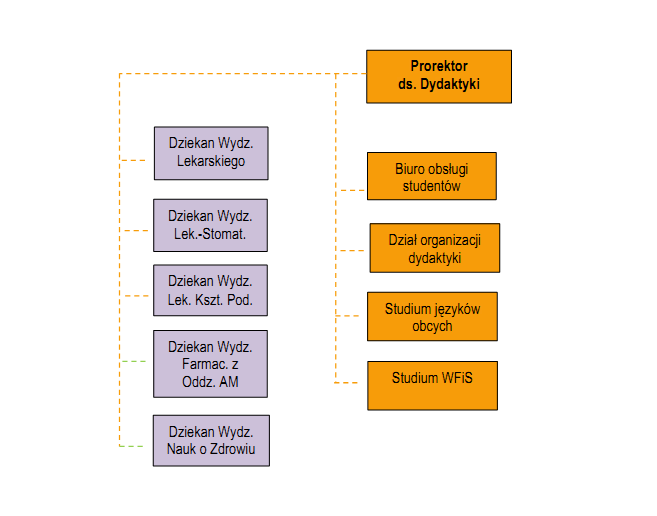 Prorektor
ds. Dydaktyki
Dziekan Wydz.
Lekarskiego
Dziekan Wydz.
Lek.-Stomat.
Dziekan Wydz.
Lek. Kszt. Pod.
Dziekan Wydz.
Farmac. z
Oddz. AM
Dziekan Wydz.
Nauk o Zdrowiu
Biuro obsługi
studentów
Dział organizacji
dydaktyki
Studium języków
obcych
Studium WFiS